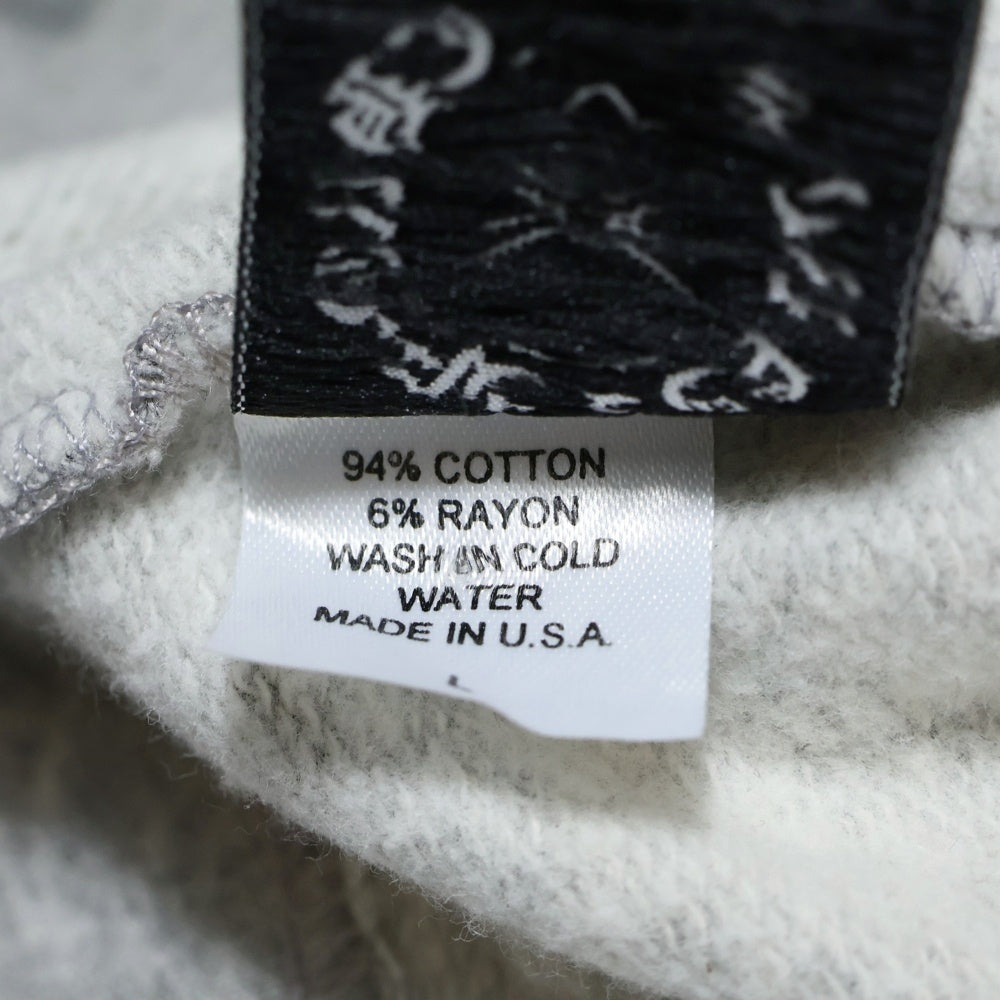 94% COTTON
6% RAYON
WASH IN COLD
WATER
MADE IN U.S.A.
L